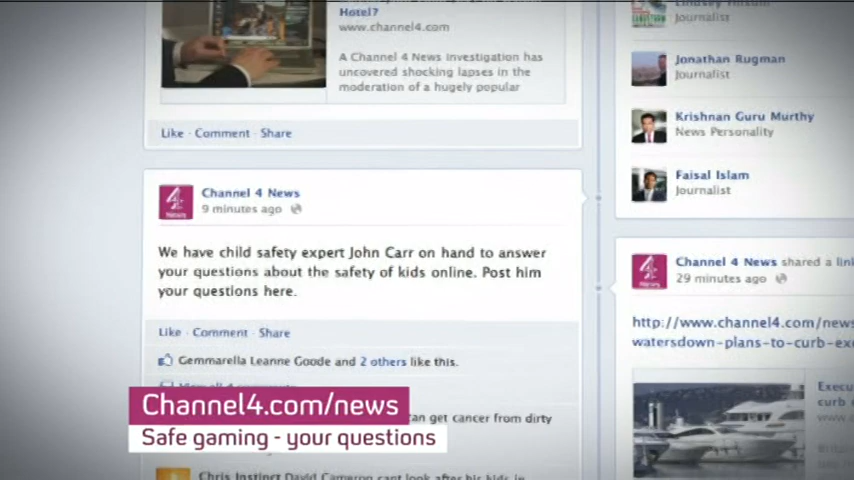 Hotel?
www.channel4.com
A Channel 4 News investigation has
uncovered shocking lapses in the
moderation of a hugely popular
Like · Comment · Share
Channel 4 News
9 minutes ago
We have child safety expert John Carr on hand to answer
your questions about the safety of kids online. Post him
your questions here.
Like · Comment · Share
Gemmarella Leanne Goode and 2 others like this.
can get cancer from dirty
Chris Instinct David Cameron cant look after his kids in
Channel4.com/news
Safe gaming - your questions
Journalist
Jonathan Rugman
Journalist
Krishnan Guru Murthy
News Personality
Faisal Islam
Journalist
Channel 4 News shared a link
29 minutes ago
http://www.channel4.com/news
watersdown-plans-to-curb-exe
Execu
curb